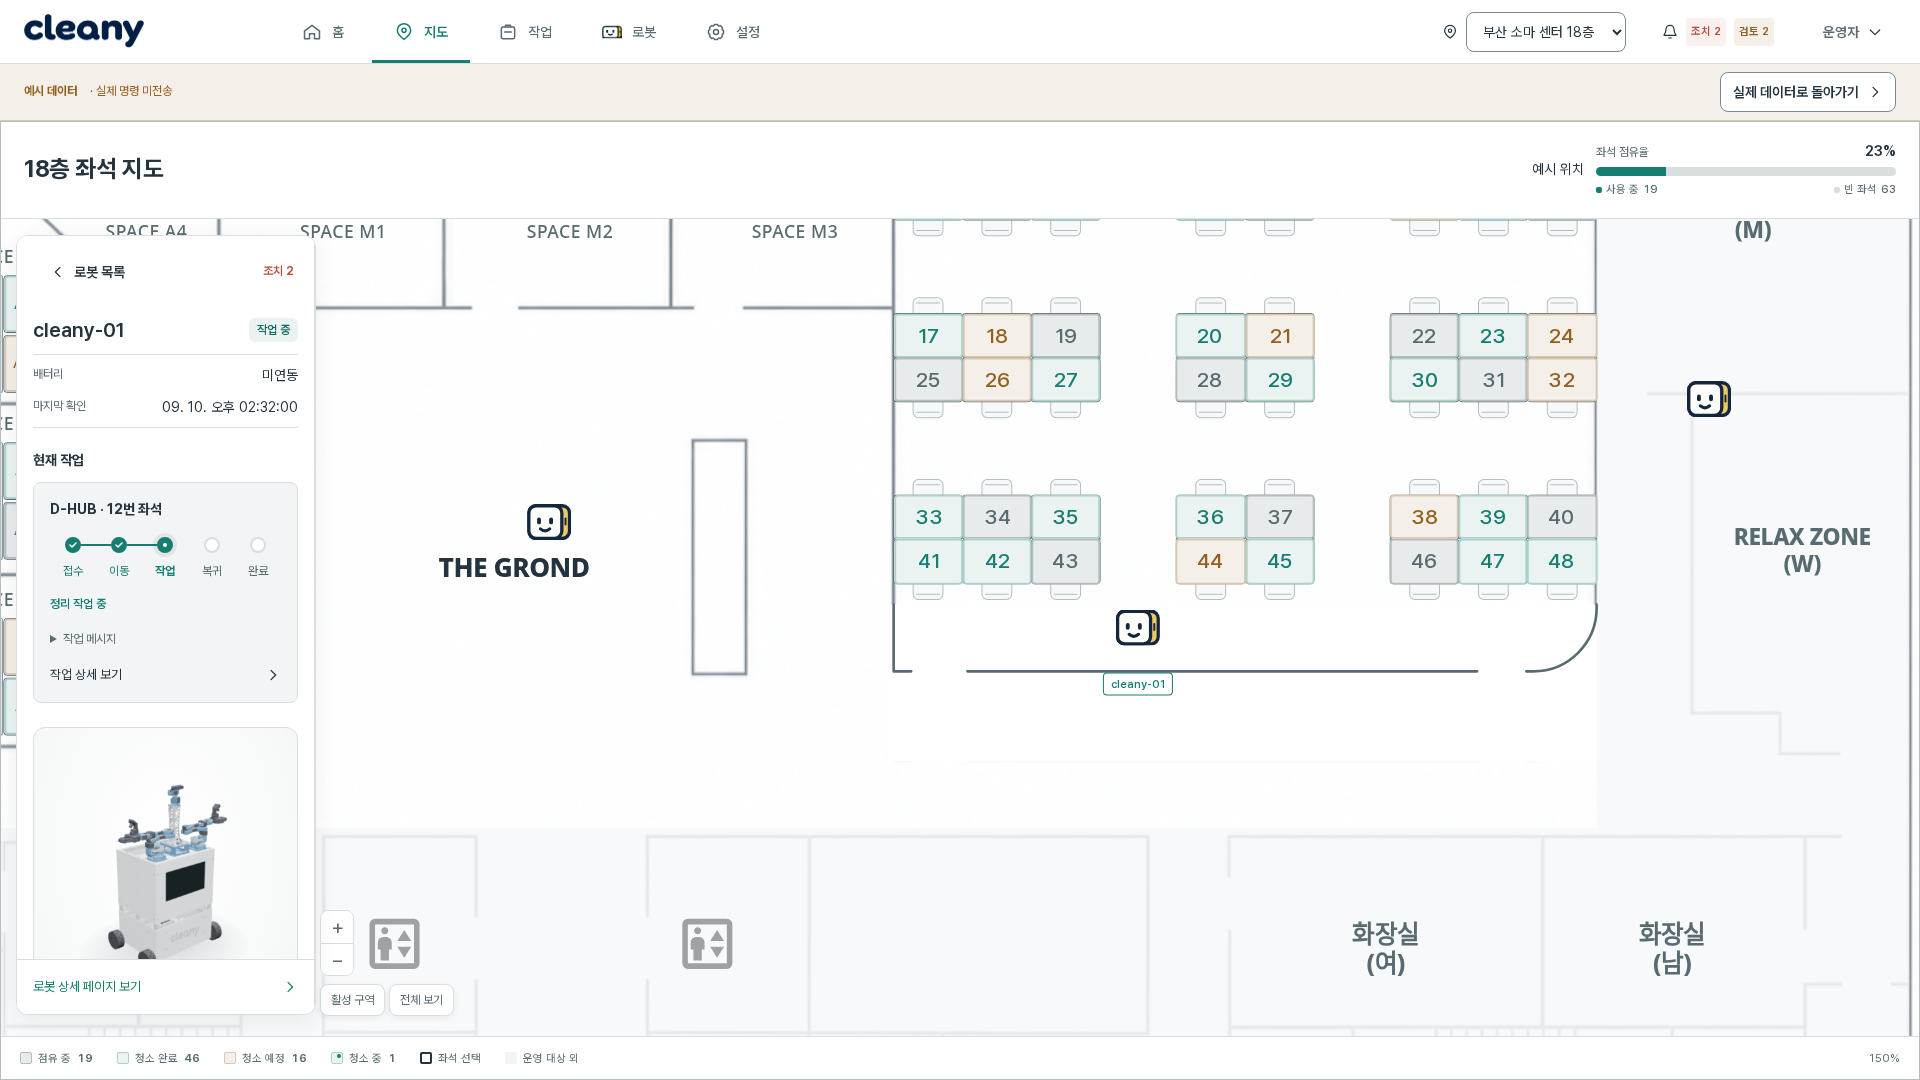 cleany
홈
지도
작업
로봇
설정
부산 소마 센터 18층
조치 2
검토 2
운영자
예시 데이터 · 실제 명령 미전송
실제 데이터로 돌아가기
18층 좌석 지도
예시 위치
좌석 점유율 23%
사용 중 19
빈 좌석 63
SPACE A4
SPACE M1
SPACE M2
SPACE M3
(M)
로봇 목록
조치 2
cleany-01
작업 중
배터리 미연동
마지막 확인 09. 10. 오후 02:32:00
현재 작업
D-HUB · 12번 좌석
접수 이동 작업 복귀 완료
정리 작업 중
작업 메시지
작업 상세 보기
cleany
로봇 상세 페이지 보기
17 18 19 20 21 22 23 24
25 26 27 28 29 30 31 32
THE GROND
33 34 35 36 37 38 39 40
41 42 43 44 45 46 47 48
cleany-01
RELAX ZONE
(W)
화장실
(여)
화장실
(남)
+
−
활성 구역
전체 보기
점유 중 19
청소 완료 46
청소 예정 16
청소 중 1
좌석 선택
운영 대상 외
150%